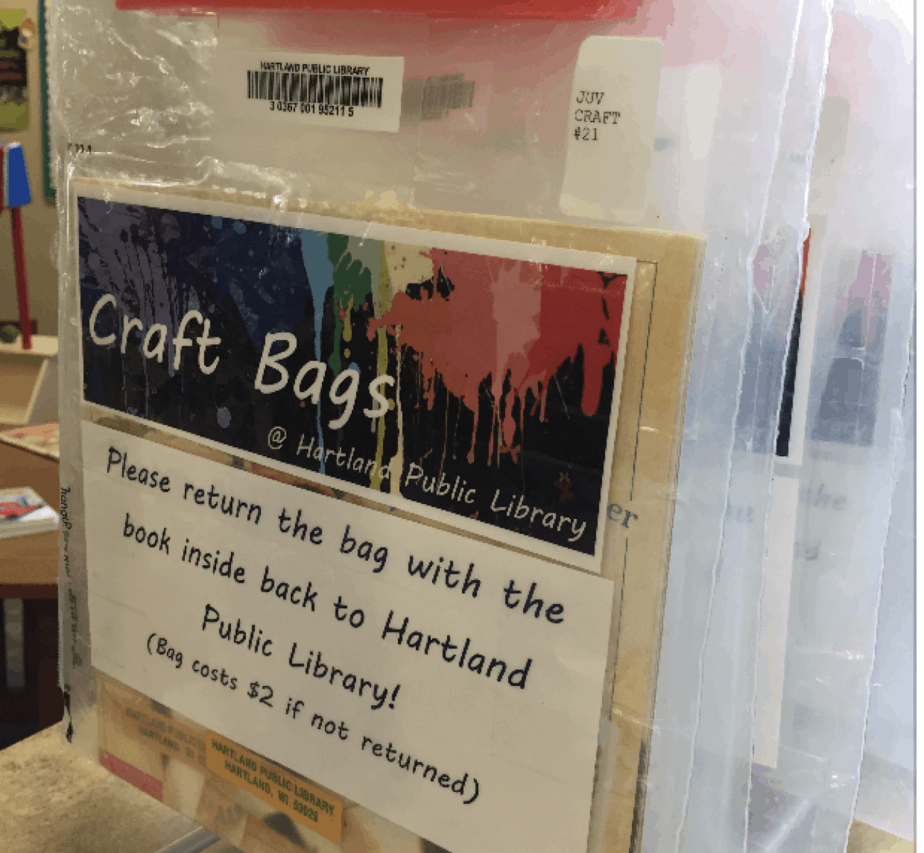 HARTLAND PUBLIC LIBRARY
3 0367 001 95211 5
JUV
CRAFT
#21
Craft Bags
@ Hartland Public Library
er
Please return the bag with the
book inside back to Hartland
Public Library!
(Bag costs $2 if not returned)
HARTLAND PUBLIC LIBRARY
HARTLAND, WI 53029